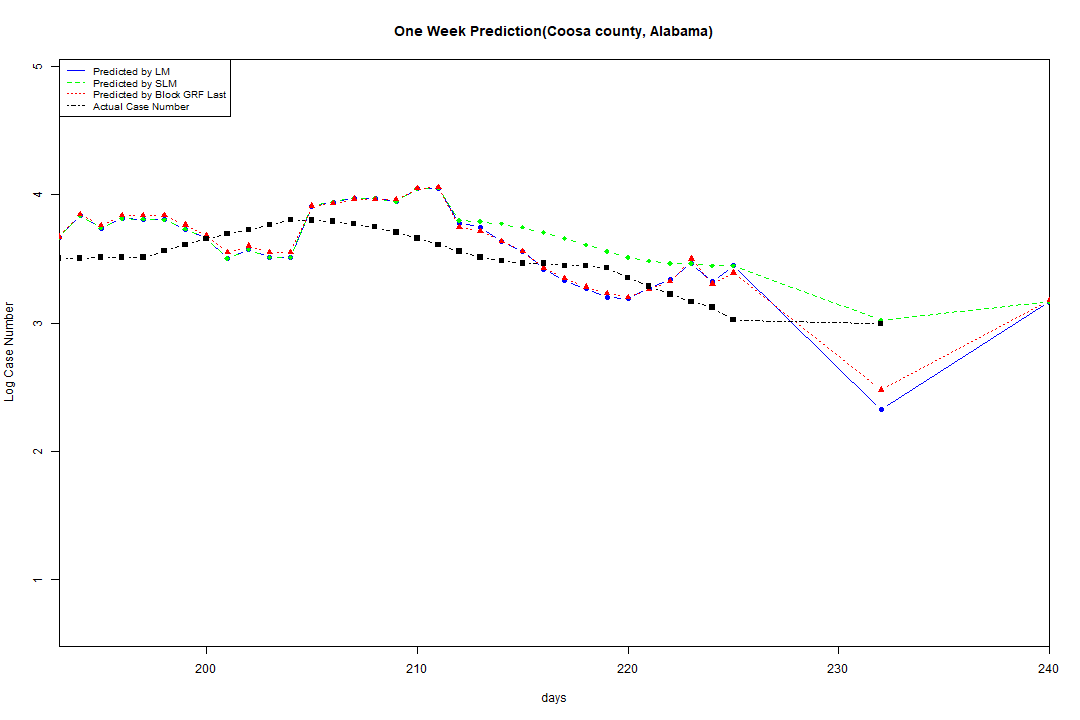 One Week Prediction(Coosa county, Alabama)
Predicted by LM
Predicted by SLM
Predicted by Block GRF Last
Actual Case Number
5
4
3
2
1
Log Case Number
200
210
220
230
240
days